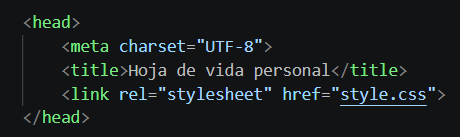 <head>
<meta charset="UTF-8">
<title>Hoja de vida personal</title>
<link rel="stylesheet" href="style.css">
</head>